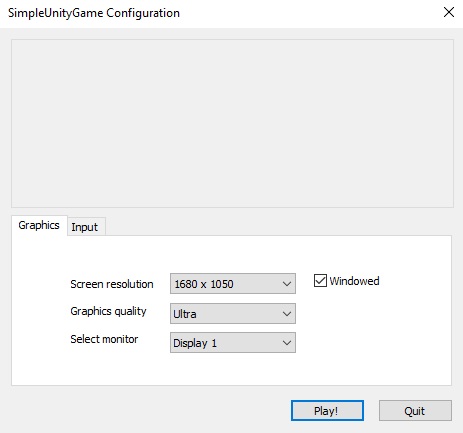 SimpleUnityGame Configuration
Graphics Input
Screen resolution 1680 x 1050 Windowed
Graphics quality Ultra
Select monitor Display 1
Play! Quit